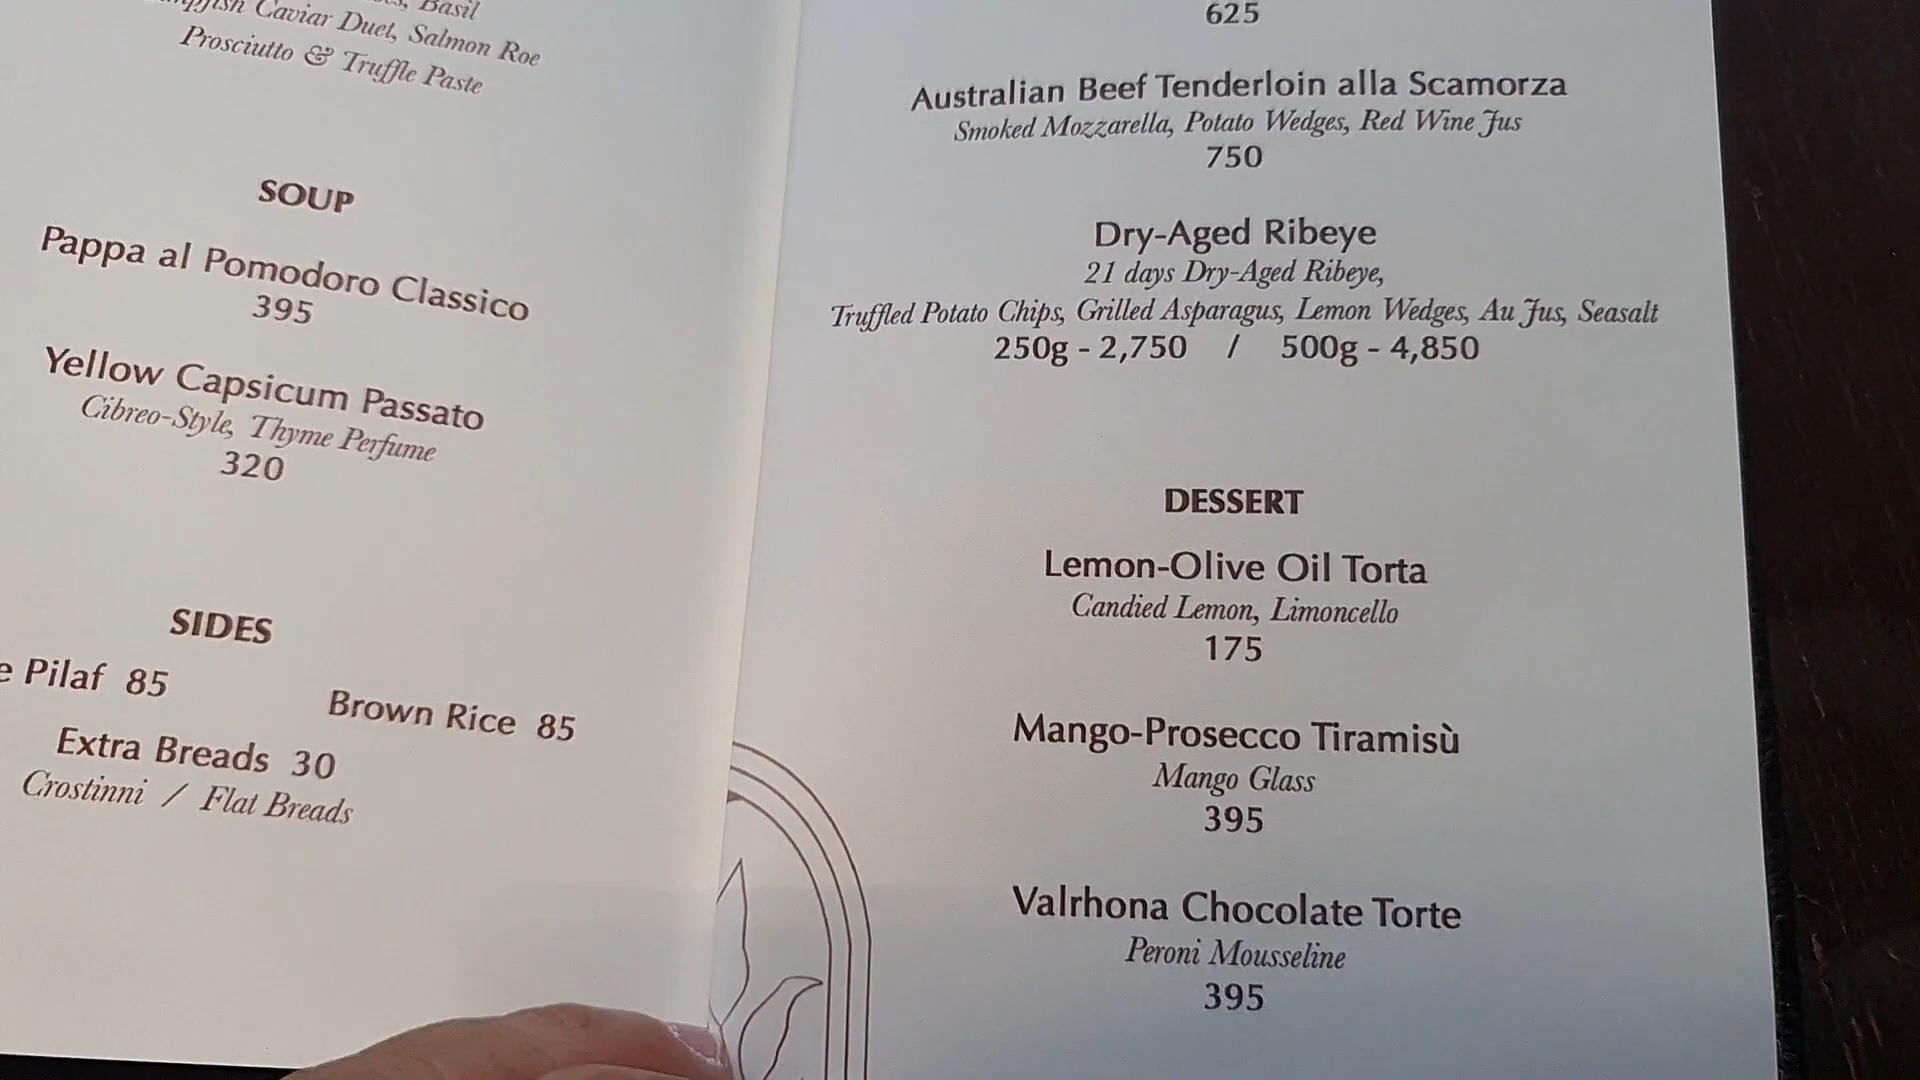 Basil
Caviar Duet, Salmon Roe
Prosciutto & Truffle Paste
SOUP
Pappa al Pomodoro Classico
395
Yellow Capsicum Passato
Cibreo-Style, Thyme Perfume
320
SIDES
Pilaf 85
Brown Rice 85
Extra Breads 30
Crostinni / Flat Breads
625
Australian Beef Tenderloin alla Scamorza
Smoked Mozzarella, Potato Wedges, Red Wine Jus
750
Dry-Aged Ribeye
21 days Dry-Aged Ribeye,
Truffled Potato Chips, Grilled Asparagus, Lemon Wedges, Au Jus, Seasalt
250g - 2,750 / 500g - 4,850
DESSERT
Lemon-Olive Oil Torta
Candied Lemon, Limoncello
175
Mango-Prosecco Tiramisù
Mango Glass
395
Valrhona Chocolate Torte
Peroni Mousseline
395